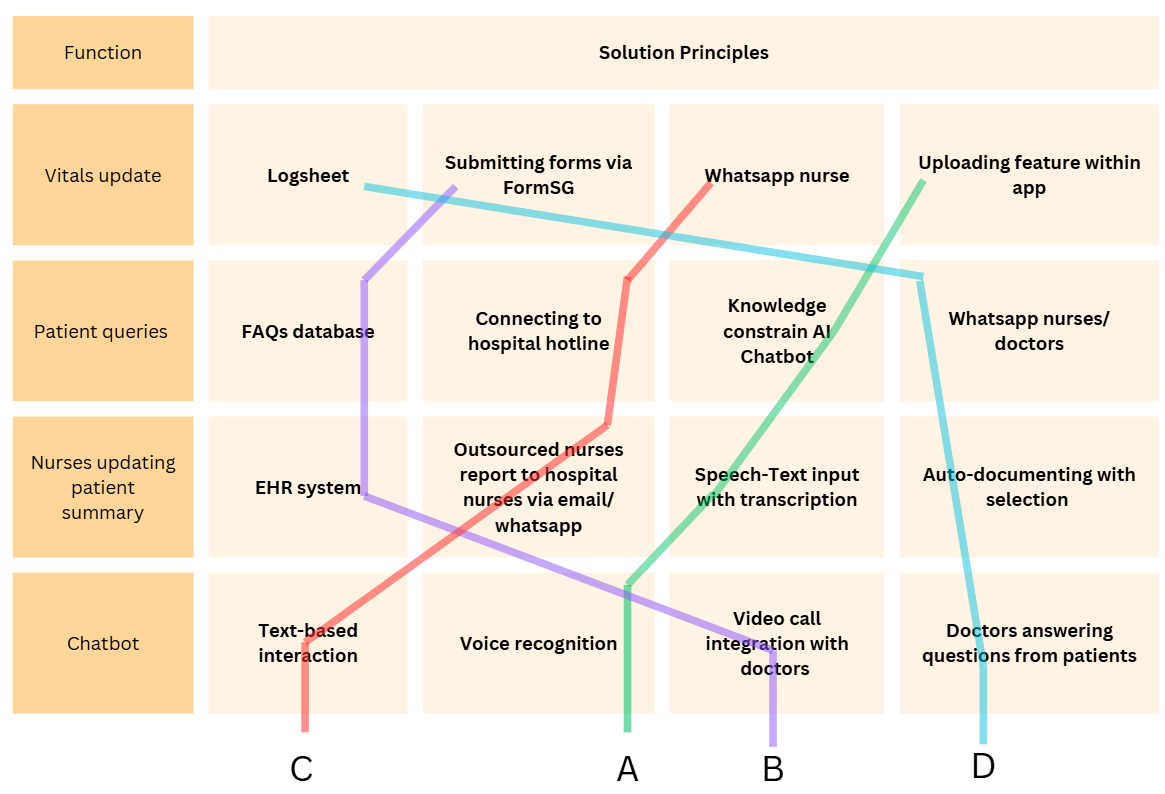 Function
Solution Principles
Vitals update
Logsheet
Submitting forms via
FormSG
Whatsapp nurse
Uploading feature within
app
Patient queries
FAQs database
Connecting to
hospital hotline
Knowledge
constrain AI
Chatbot
Whatsapp nurses/
doctors
Nurses updating
patient
summary
EHR system
Outsourced nurses
report to hospital
nurses via email/
whatsapp
Speech-Text input
with transcription
Auto-documenting with
selection
Chatbot
Text-based
interaction
Voice recognition
Video call
integration with
doctors
Doctors answering
questions from patients
C
A
B
D